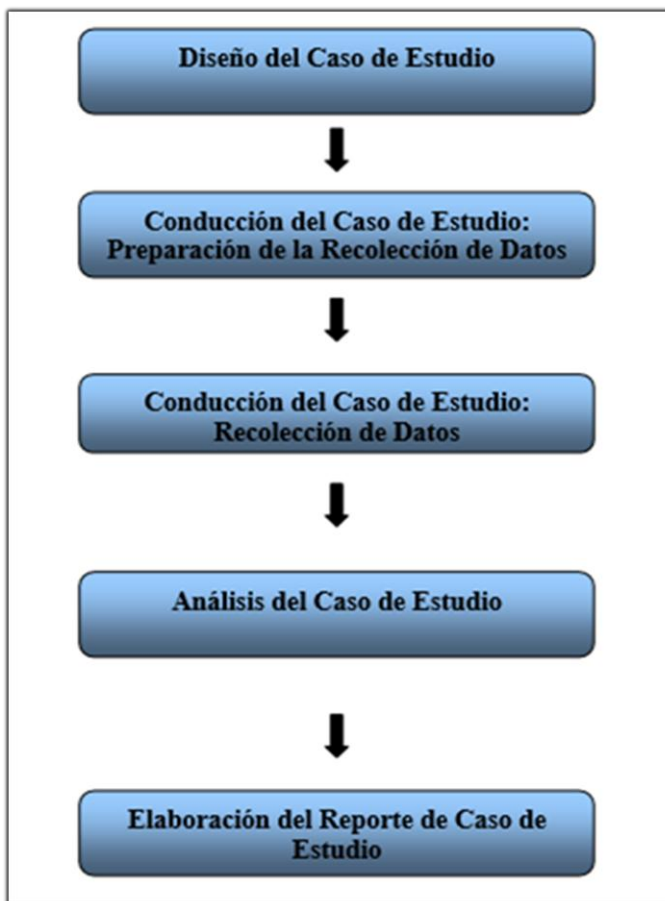 Diseño del Caso de Estudio
Conducción del Caso de Estudio:
Preparación de la Recolección de Datos
Conducción del Caso de Estudio:
Recolección de Datos
Análisis del Caso de Estudio
Elaboración del Reporte de Caso de
Estudio